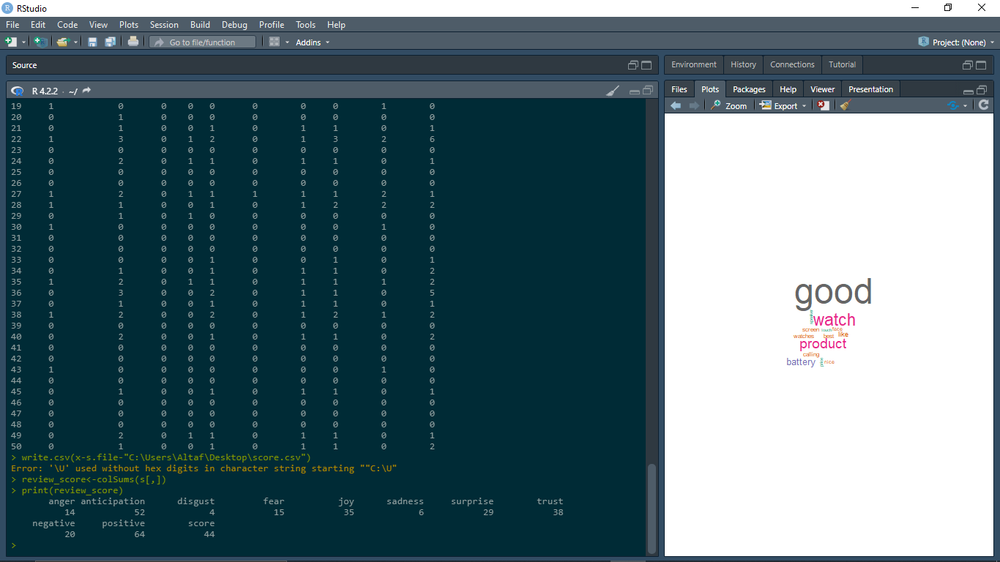 RStudio
File Edit Code View Plots Session Build Debug Profile Tools Help
Go to file/function Addins Project: (None)
Source
Environment History Connections Tutorial
R 4.2.2 · ~/
Files Plots Packages Help Viewer Presentation
Zoom Export
19 1 0 0 0 0 0 0 0 1 0
20 0 1 0 0 0 0 0 0 0 0
21 0 1 0 0 1 0 1 1 0 1
22 1 3 0 1 2 0 1 3 2 6
23 0 0 0 0 0 0 0 0 0 0
24 0 2 0 1 1 0 1 1 0 1
25 0 0 0 0 0 0 0 0 0 0
26 0 0 0 0 0 0 0 0 0 0
27 1 2 0 1 1 1 1 1 2 1
28 1 1 0 0 1 0 1 2 2 2
29 0 1 0 1 0 0 0 0 0 0
30 1 0 0 0 0 0 0 0 1 0
31 0 0 0 0 0 0 0 0 0 0
32 0 0 0 0 0 0 0 0 0 0
33 0 0 0 0 1 0 0 1 0 1
34 0 1 0 0 1 0 1 1 0 2
35 1 2 0 1 1 0 1 1 1 2
36 0 3 0 0 2 0 1 1 0 5
37 0 1 0 0 1 0 1 1 0 1
38 1 2 0 0 2 0 1 2 1 2
39 0 0 0 0 0 0 0 0 0 0
40 0 2 0 0 1 0 1 1 0 2
41 0 0 0 0 0 0 0 0 0 0
42 0 0 0 0 0 0 0 0 0 0
43 1 0 0 0 0 0 0 0 1 0
44 0 0 0 0 0 0 0 0 0 0
45 0 1 0 0 1 0 1 1 0 1
46 0 0 0 0 0 0 0 0 0 0
47 0 0 0 0 0 0 0 0 0 0
48 0 0 0 0 0 0 0 0 0 0
49 0 2 0 1 1 0 1 1 0 1
50 0 1 0 0 1 0 1 1 0 2
> write.csv(x-s.file-"C:\Users\Altaf\Desktop\score.csv")
Error: '\U' used without hex digits in character string starting ""C:\U"
> review_score<-colSums(s[,])
> print(review_score)
anger anticipation disgust fear joy sadness surprise trust
14 52 4 15 35 6 29 38
negative positive score
20 64 44
>
good
watch
screen touch face
watches best like
product
calling
battery price nice